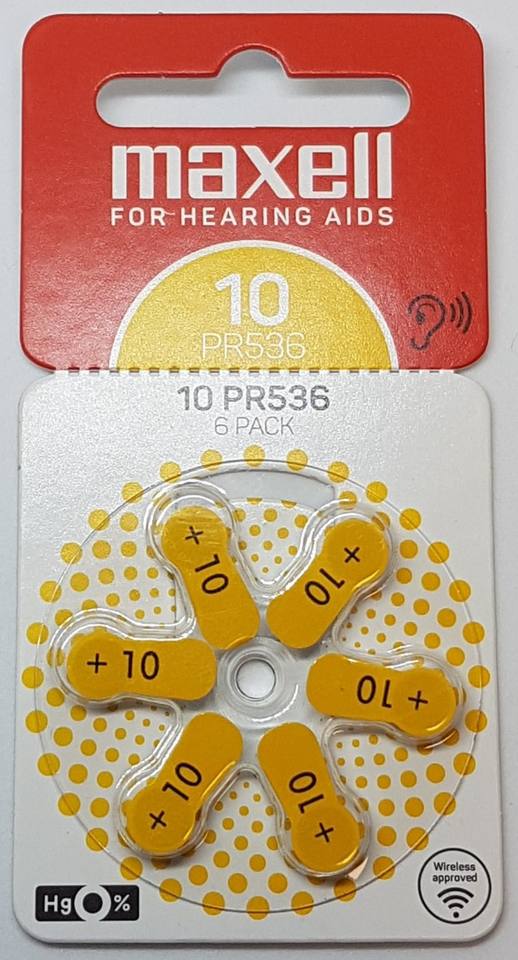 maxell
FOR HEARING AIDS
10
PR536
10 PR536
6 PACK
+ 10
+ 10
+ 10
+ 10
+ 10
+ 10
Hg 0 %
Wireless
approved